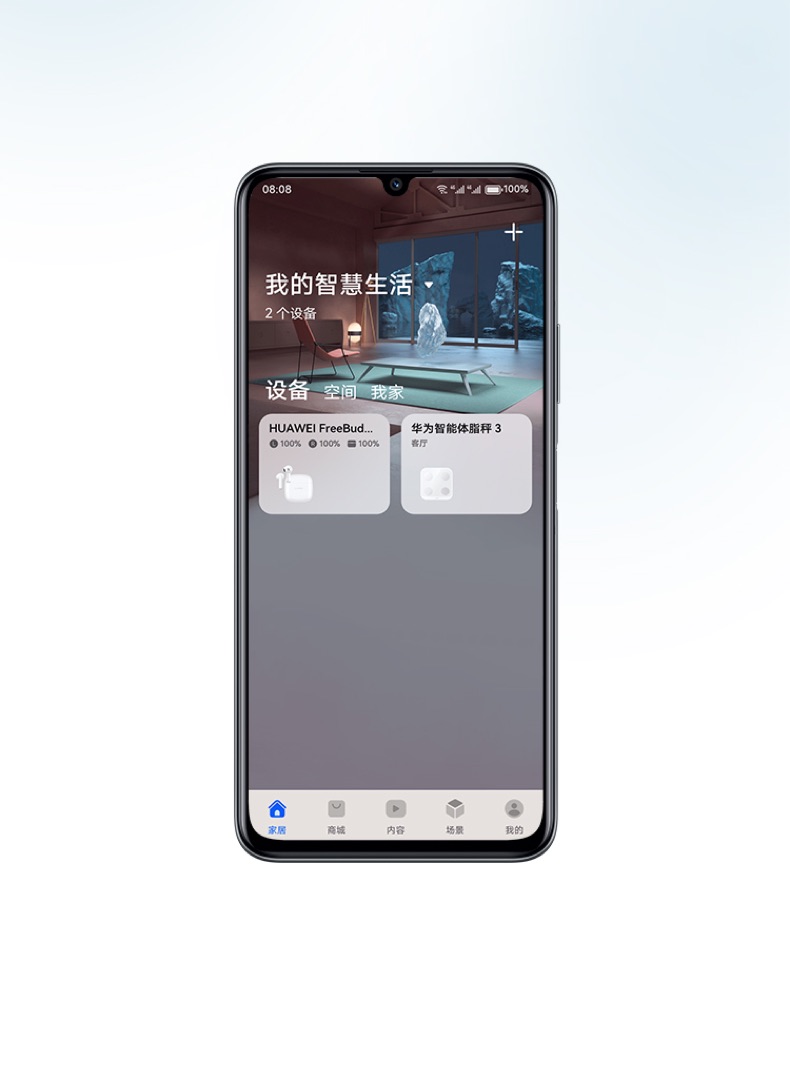 08:08 100%
我的智慧生活
2 个设备
设备 空间 我家
HUAWEI FreeBud...
L 100% R 100% 100%
华为智能体脂秤 3
客厅
家居 商城 内容 场景 我的